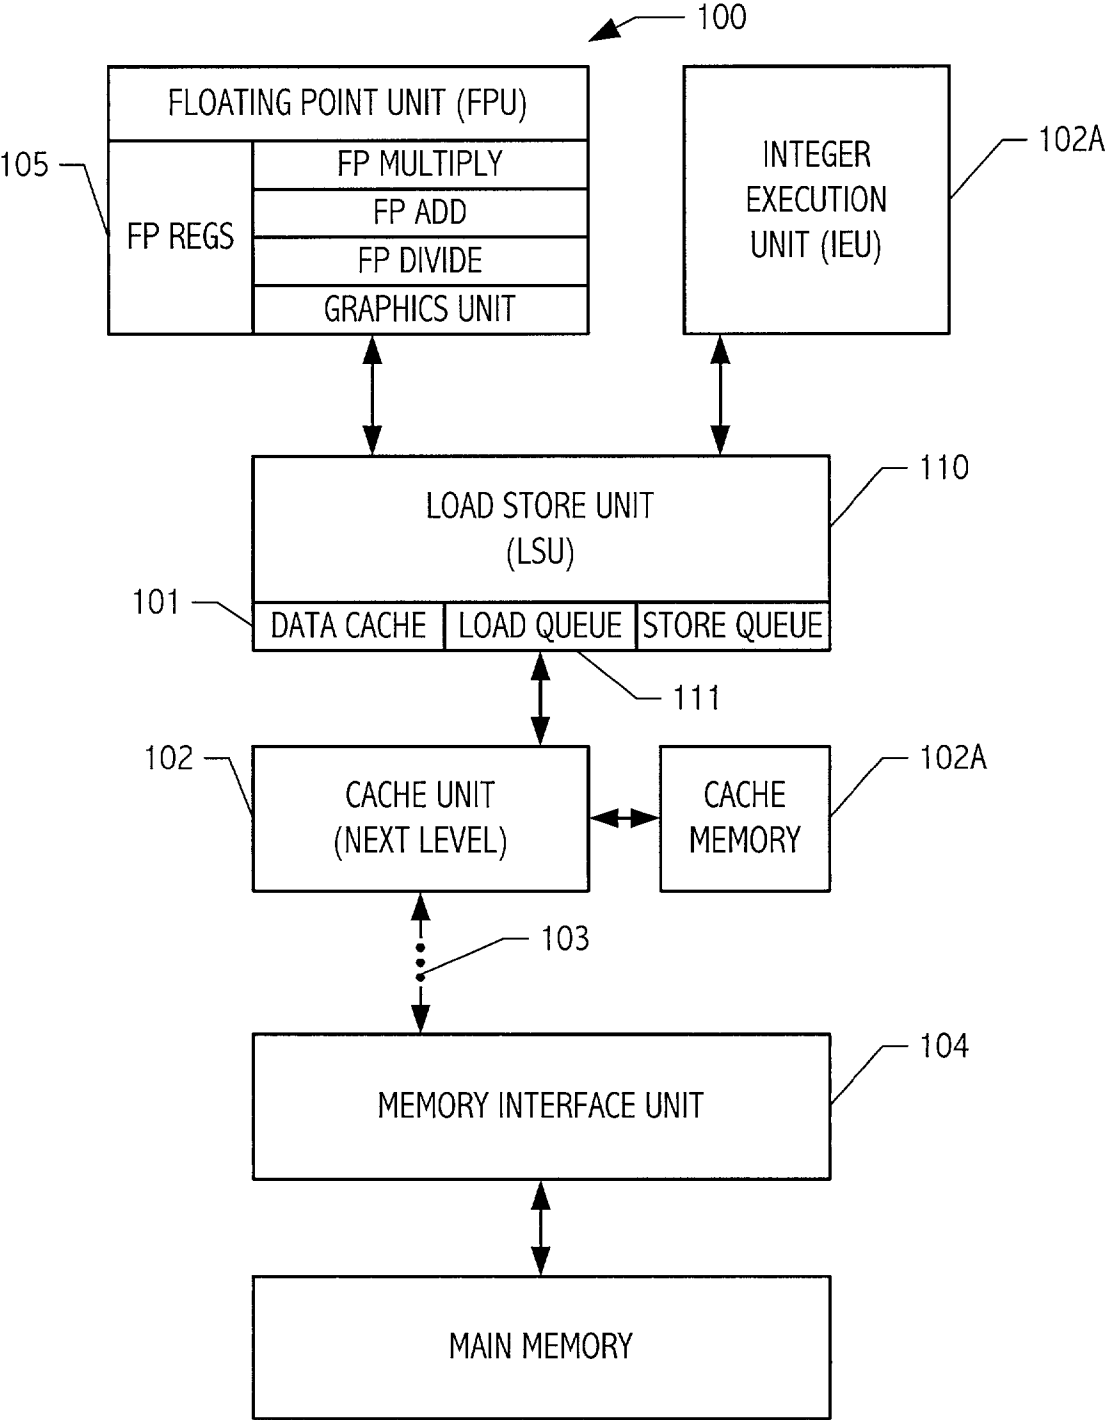 100
FLOATING POINT UNIT (FPU)
105
FP REGS
FP MULTIPLY
FP ADD
FP DIVIDE
GRAPHICS UNIT
INTEGER
EXECUTION
UNIT (IEU)
102A
LOAD STORE UNIT
(LSU)
110
101
DATA CACHE
LOAD QUEUE
STORE QUEUE
111
102
CACHE UNIT
(NEXT LEVEL)
CACHE
MEMORY
102A
103
MEMORY INTERFACE UNIT
104
MAIN MEMORY